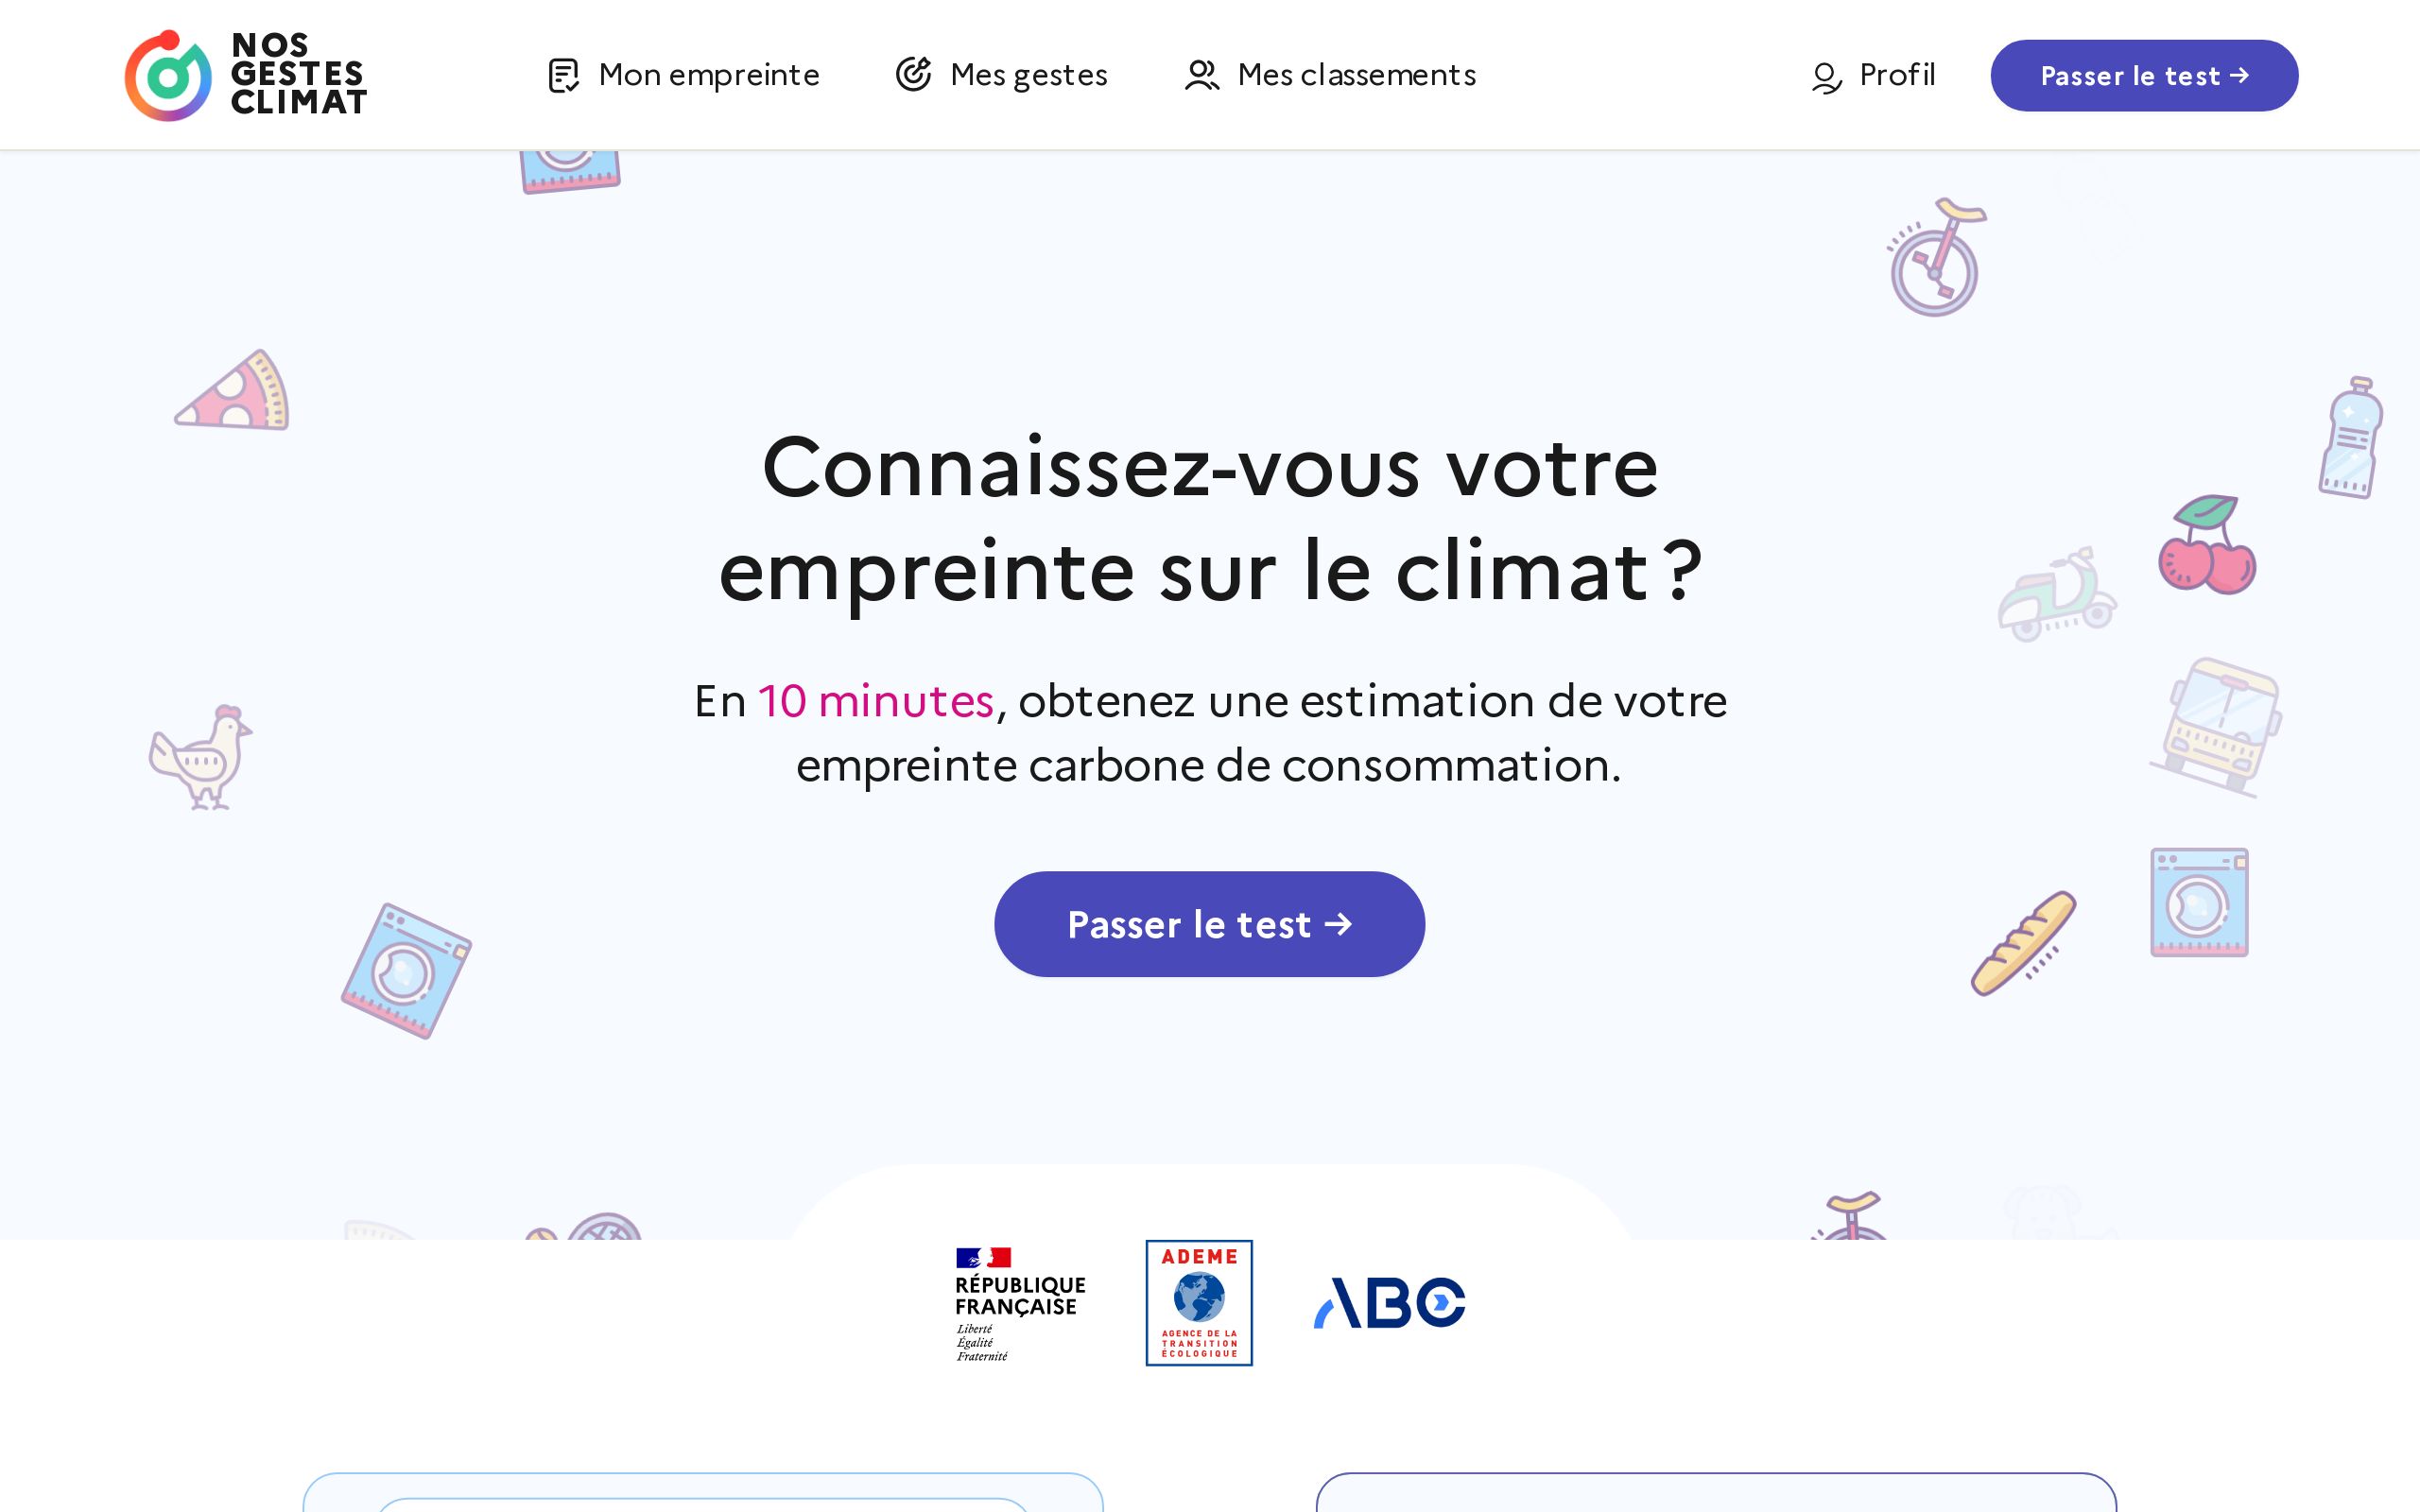 NOS
GESTES
CLIMAT
Mon empreinte
Mes gestes
Mes classements
Profil
Passer le test →
Connaissez-vous votre
empreinte sur le climat ?
En 10 minutes, obtenez une estimation de votre
empreinte carbone de consommation.
Passer le test →
RÉPUBLIQUE
FRANÇAISE
Liberté
Égalité
Fraternité
ADEME
AGENCE DE LA
TRANSITION
ÉCOLOGIQUE
ABC